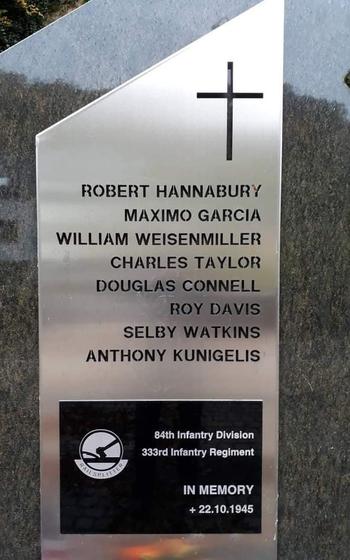 ROBERT HANNABURY
MAXIMO GARCIA
WILLIAM WEISENMILLER
CHARLES TAYLOR
DOUGLAS CONNELL
ROY DAVIS
SELBY WATKINS
ANTHONY KUNIGELIS
84th Infantry Division
333rd Infantry Regiment
RAILSPLITTER
IN MEMORY
+ 22.10.1945